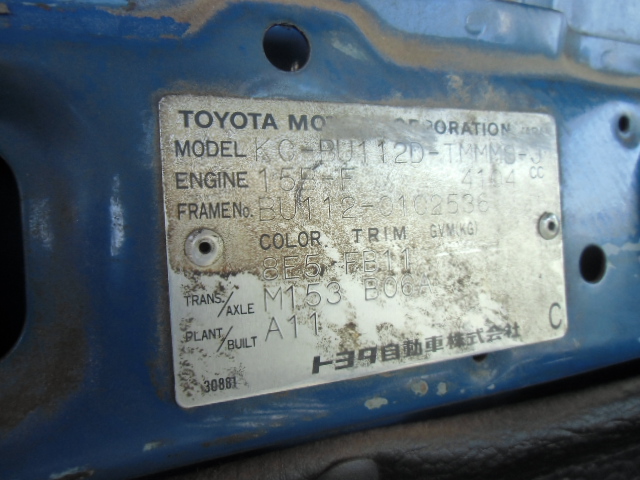 TOYOTA MOTOR CORPORATION
MODEL KC-BU112D-TMMMS-3
ENGINE 15B-F 4104 cc
FRAME No. BU112-0102536
COLOR TRIM GVM(KG)
8E5 FB11
TRANS/AXLE M153 B06A
PLANT/BUILT A11 C
トヨタ自動車株式会社
30881